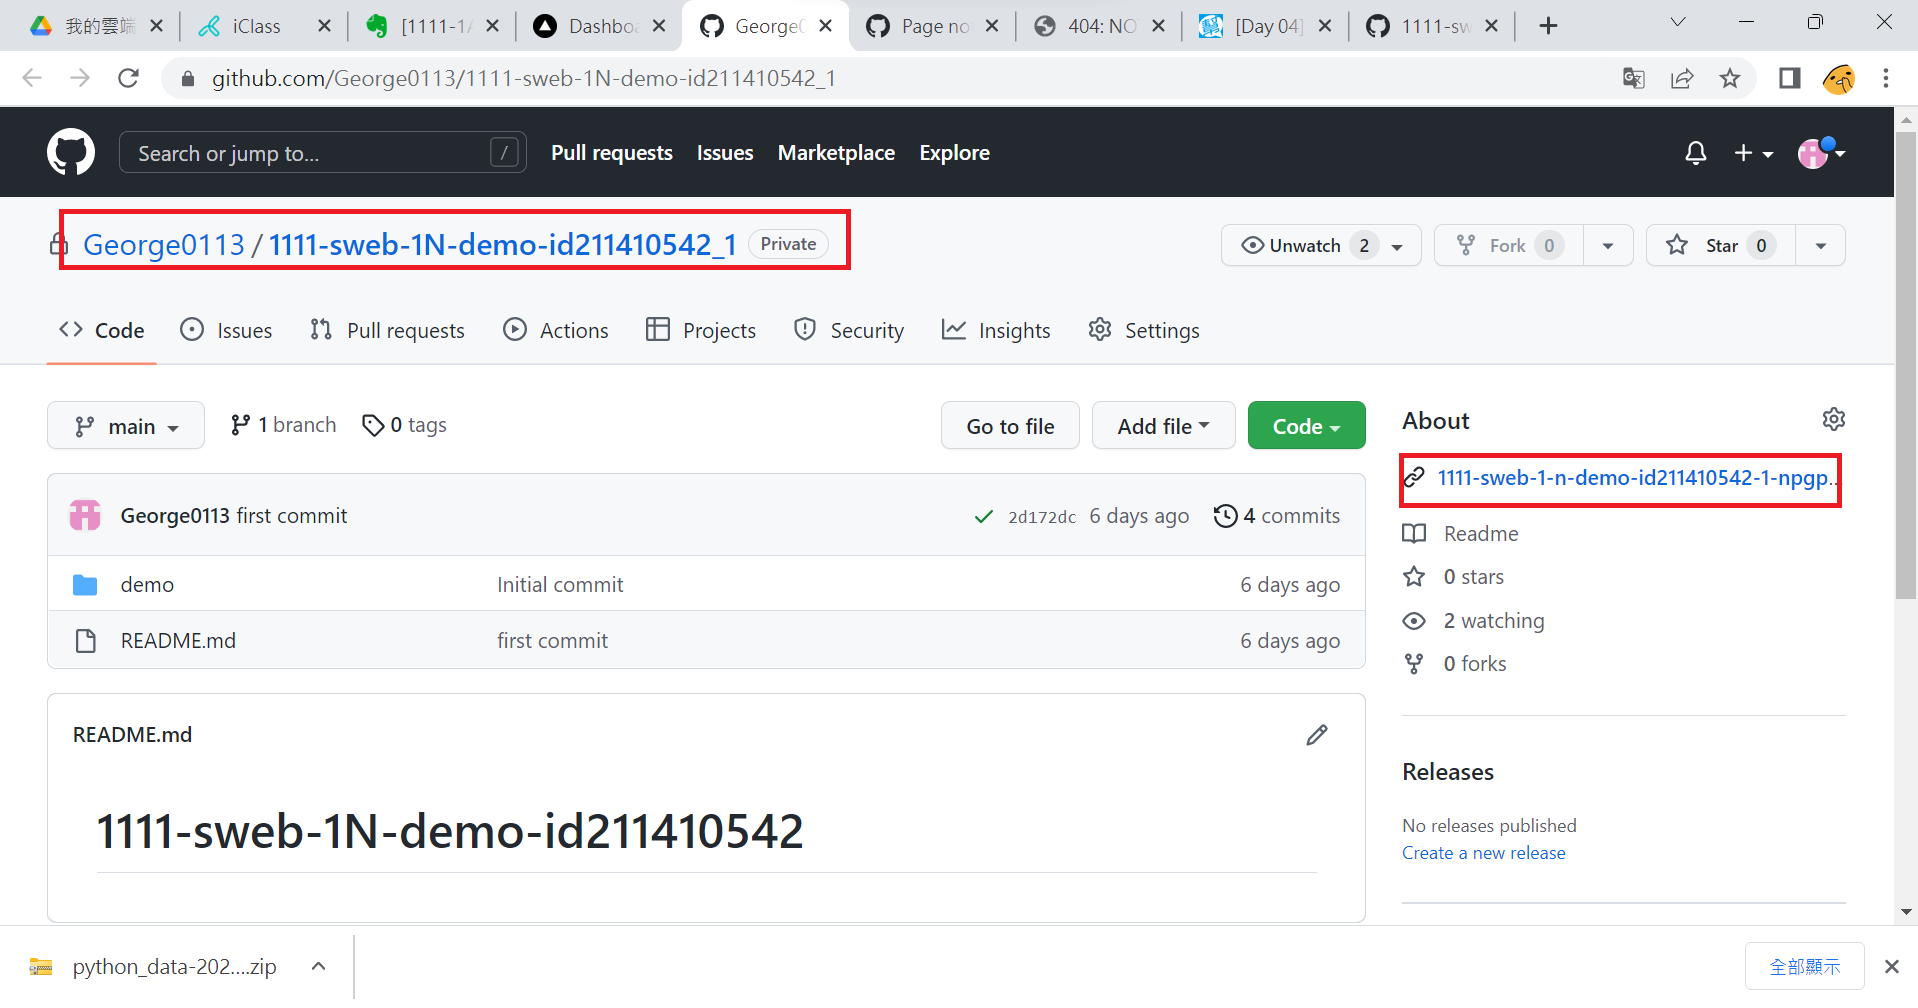 我的雲端
iClass
[1111-1A
Dashboa
George0
Page no
404: NO
[Day 04]
1111-sw
github.com/George0113/1111-sweb-1N-demo-id211410542_1
Search or jump to...
/
Pull requests
Issues
Marketplace
Explore
George0113 / 1111-sweb-1N-demo-id211410542_1 Private
Unwatch 2
Fork 0
Star 0
Code
Issues
Pull requests
Actions
Projects
Security
Insights
Settings
main
1 branch
0 tags
Go to file
Add file
Code
About
1111-sweb-1-n-demo-id211410542-1-npgp...
George0113 first commit
2d172dc 6 days ago
4 commits
Readme
demo
Initial commit
6 days ago
0 stars
README.md
first commit
6 days ago
2 watching
0 forks
README.md
1111-sweb-1N-demo-id211410542
Releases
No releases published
Create a new release
python_data-202....zip
全部顯示